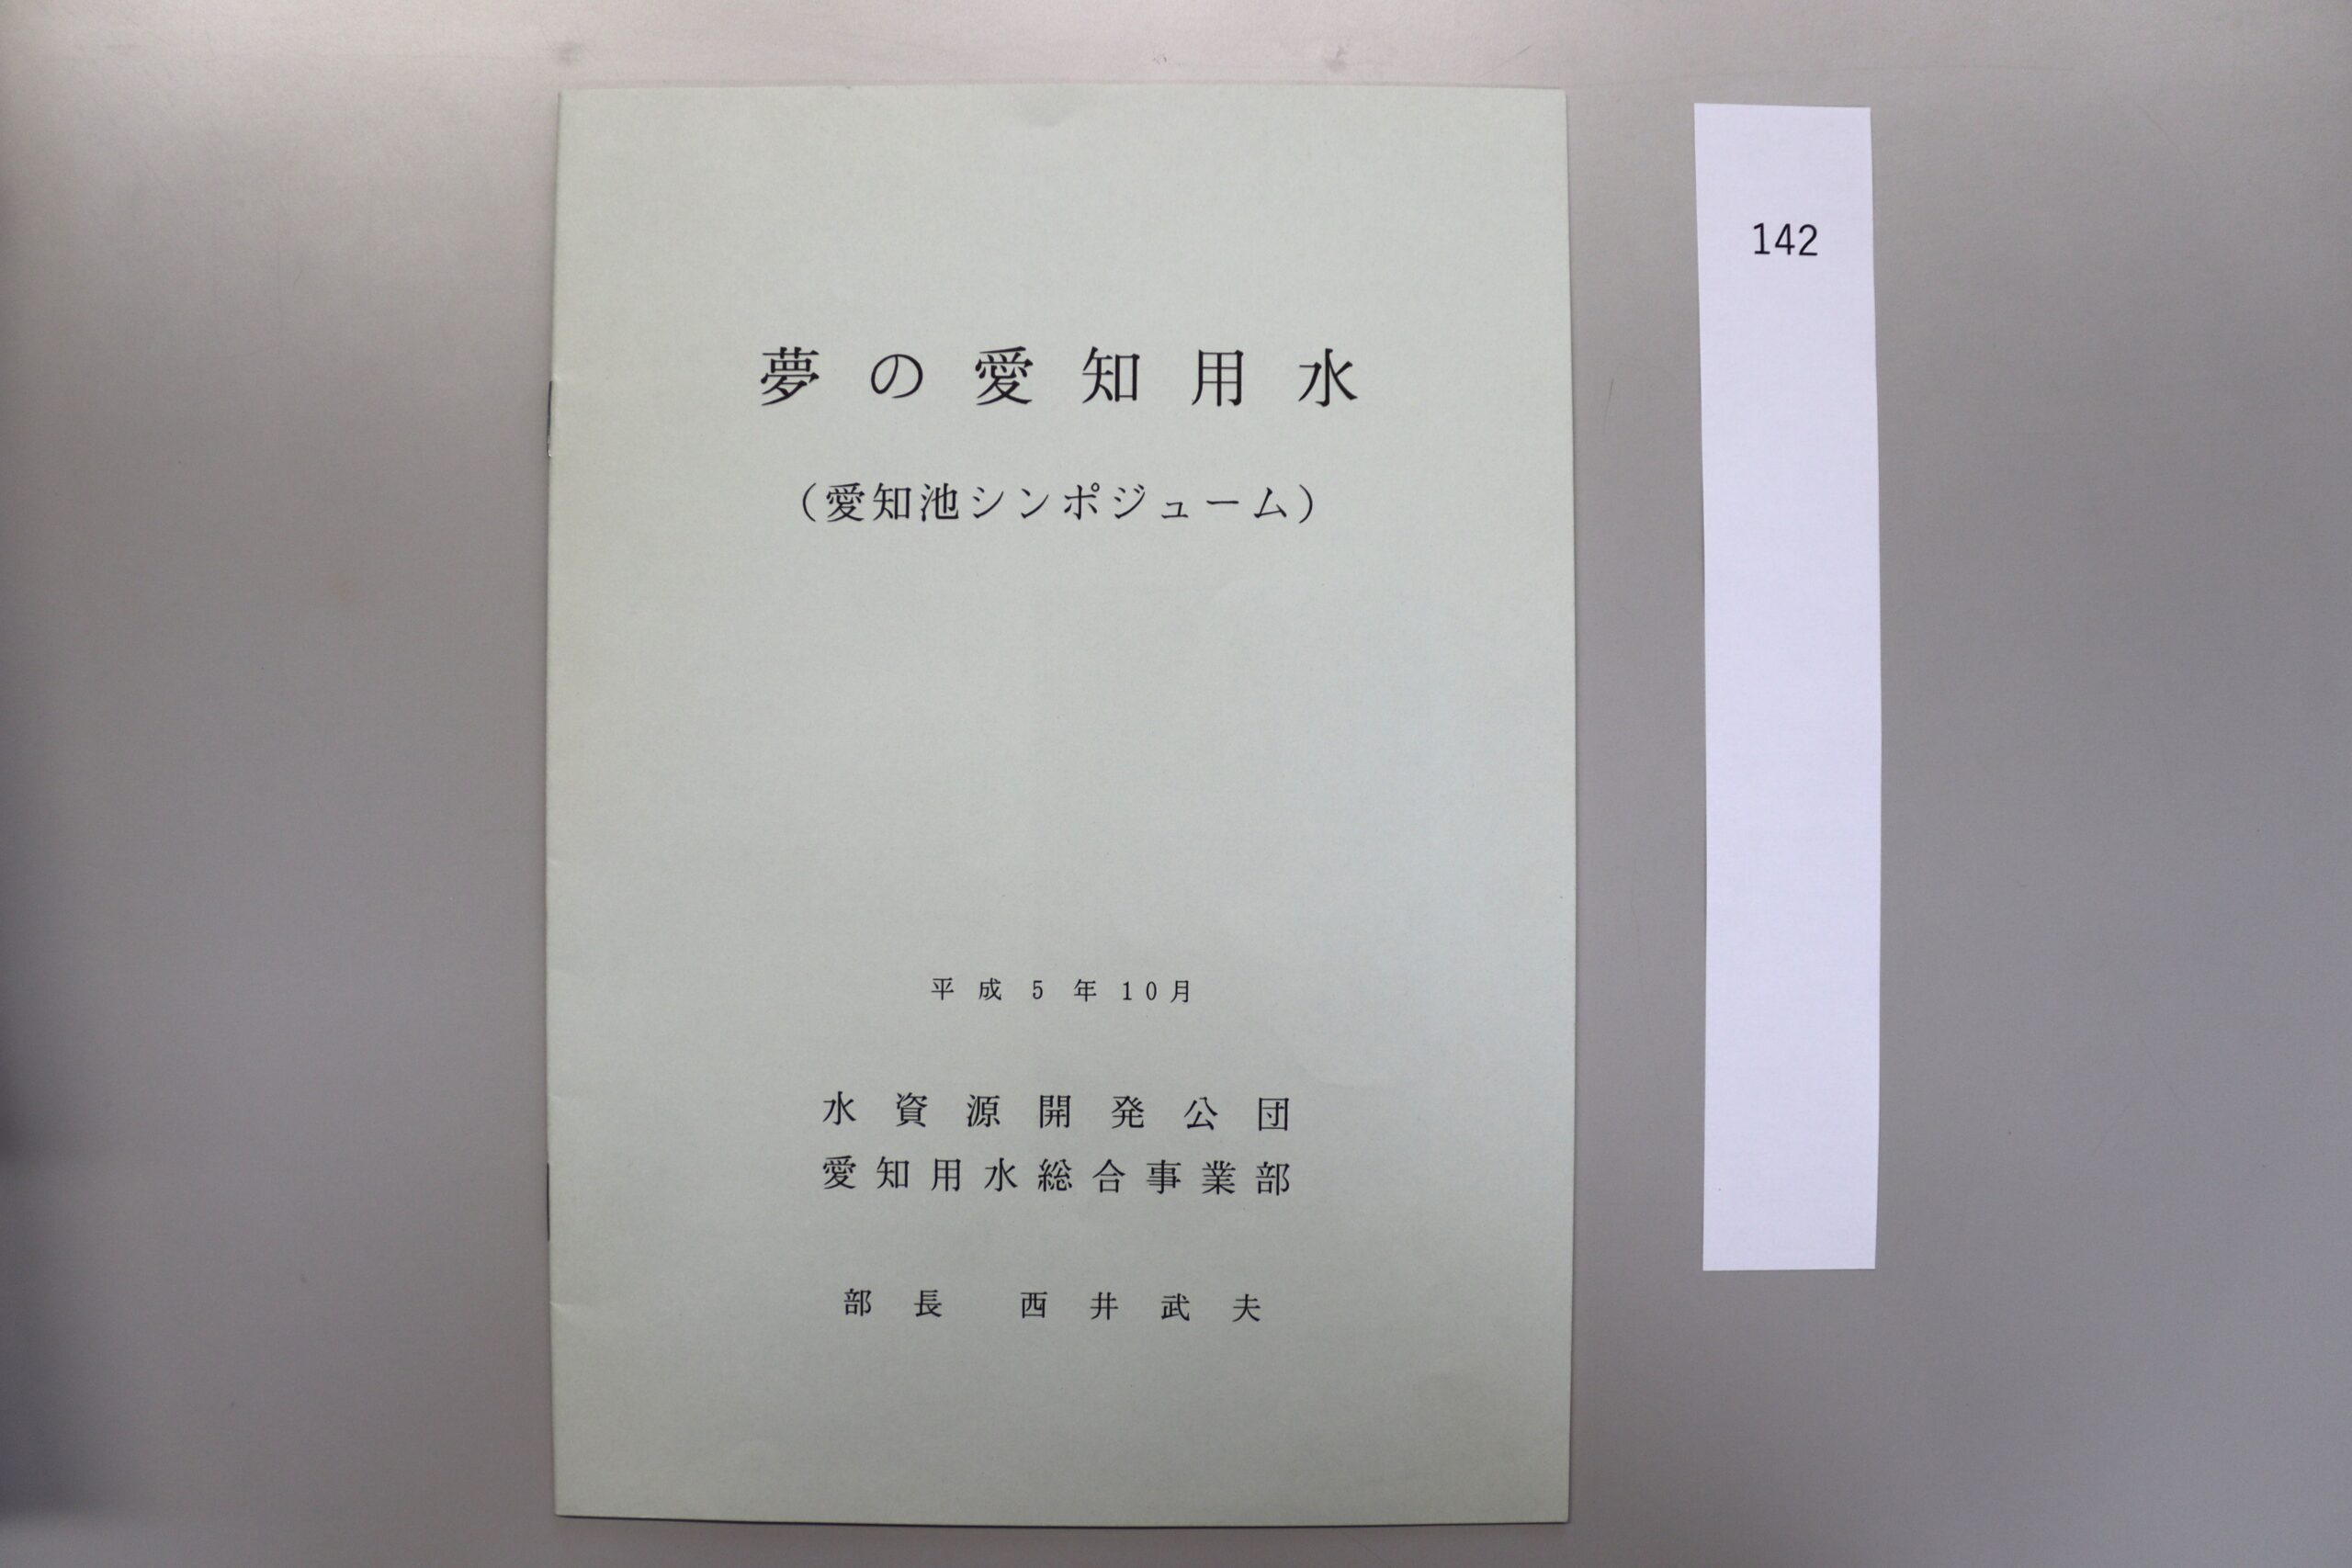 夢の愛知用水
（愛知池シンポジューム）
平成5年10月
水資源開発公団
愛知用水総合事業部
部長 西井武夫
142